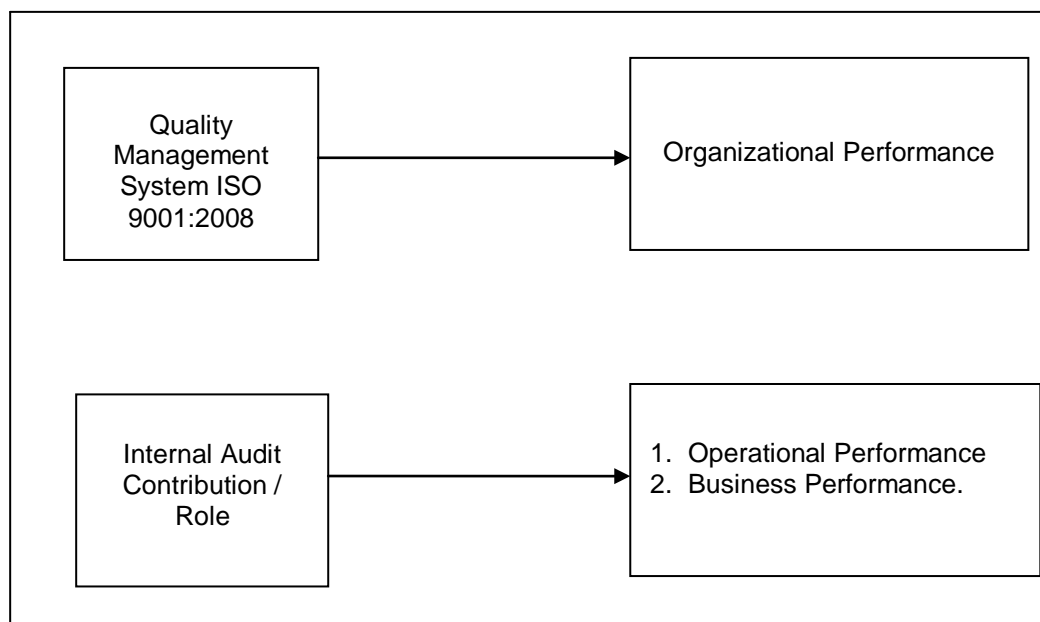 Quality
Management
System ISO
9001:2008
Organizational Performance
Internal Audit
Contribution /
Role
1. Operational Performance
2. Business Performance.